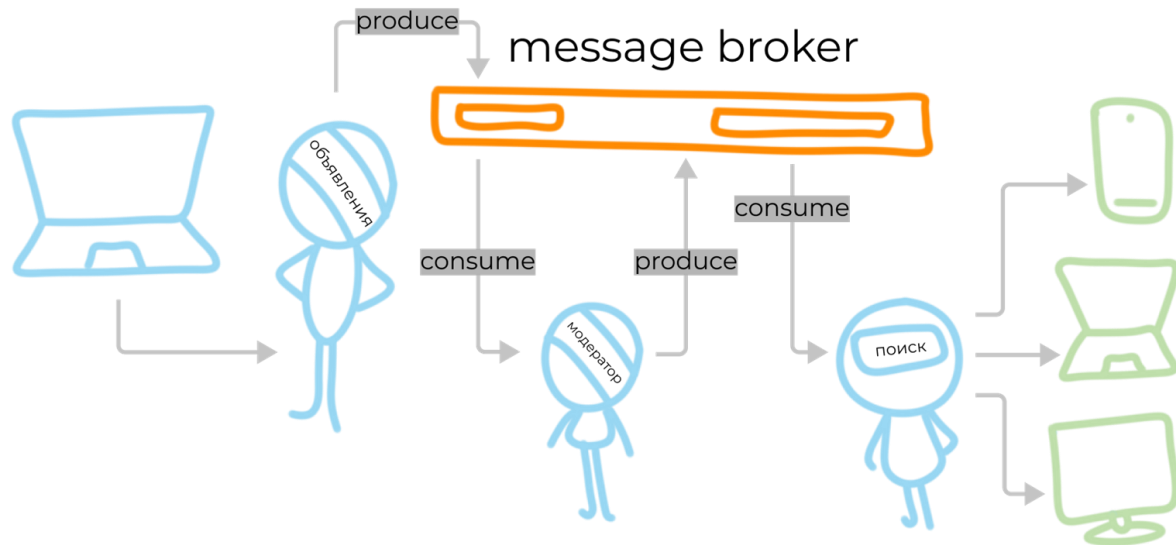 produce
message broker
объявления
consume
produce
consume
модератор
поиск